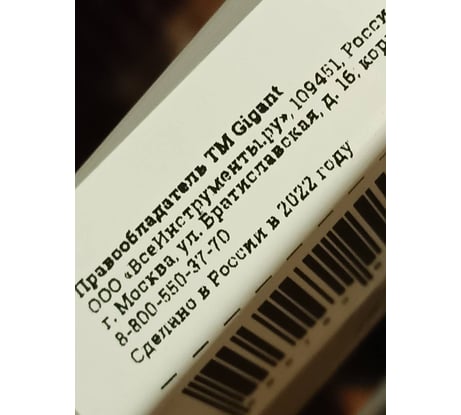 Правообладатель TM Gigant
ООО «ВсеИнструменты.ру», 109451, Росси
г. Москва, ул. Братиславская, д. 16, кор
8-800-550-37-70
Сделано в России в 2022 году